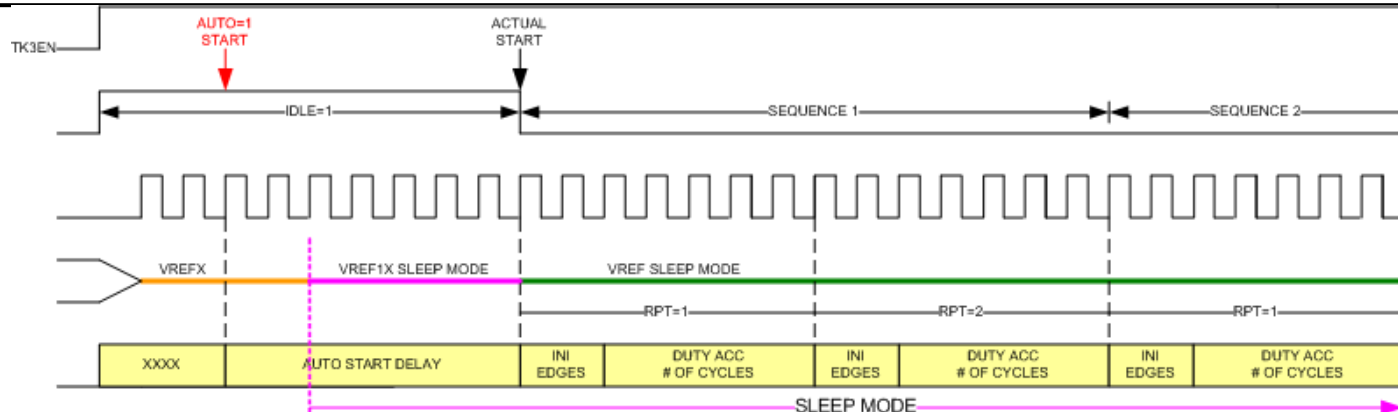 AUTO=1
START
ACTUAL
START
TK3EN
IDLE=1
SEQUENCE 1
SEQUENCE 2
VREFX
VREF1X SLEEP MODE
VREF SLEEP MODE
RPT=1
RPT=2
RPT=1
XXXX
AUTO START DELAY
INI
EDGES
DUTY ACC
# OF CYCLES
INI
EDGES
DUTY ACC
# OF CYCLES
INI
EDGES
DUTY ACC
# OF CYCLES
SLEEP MODE